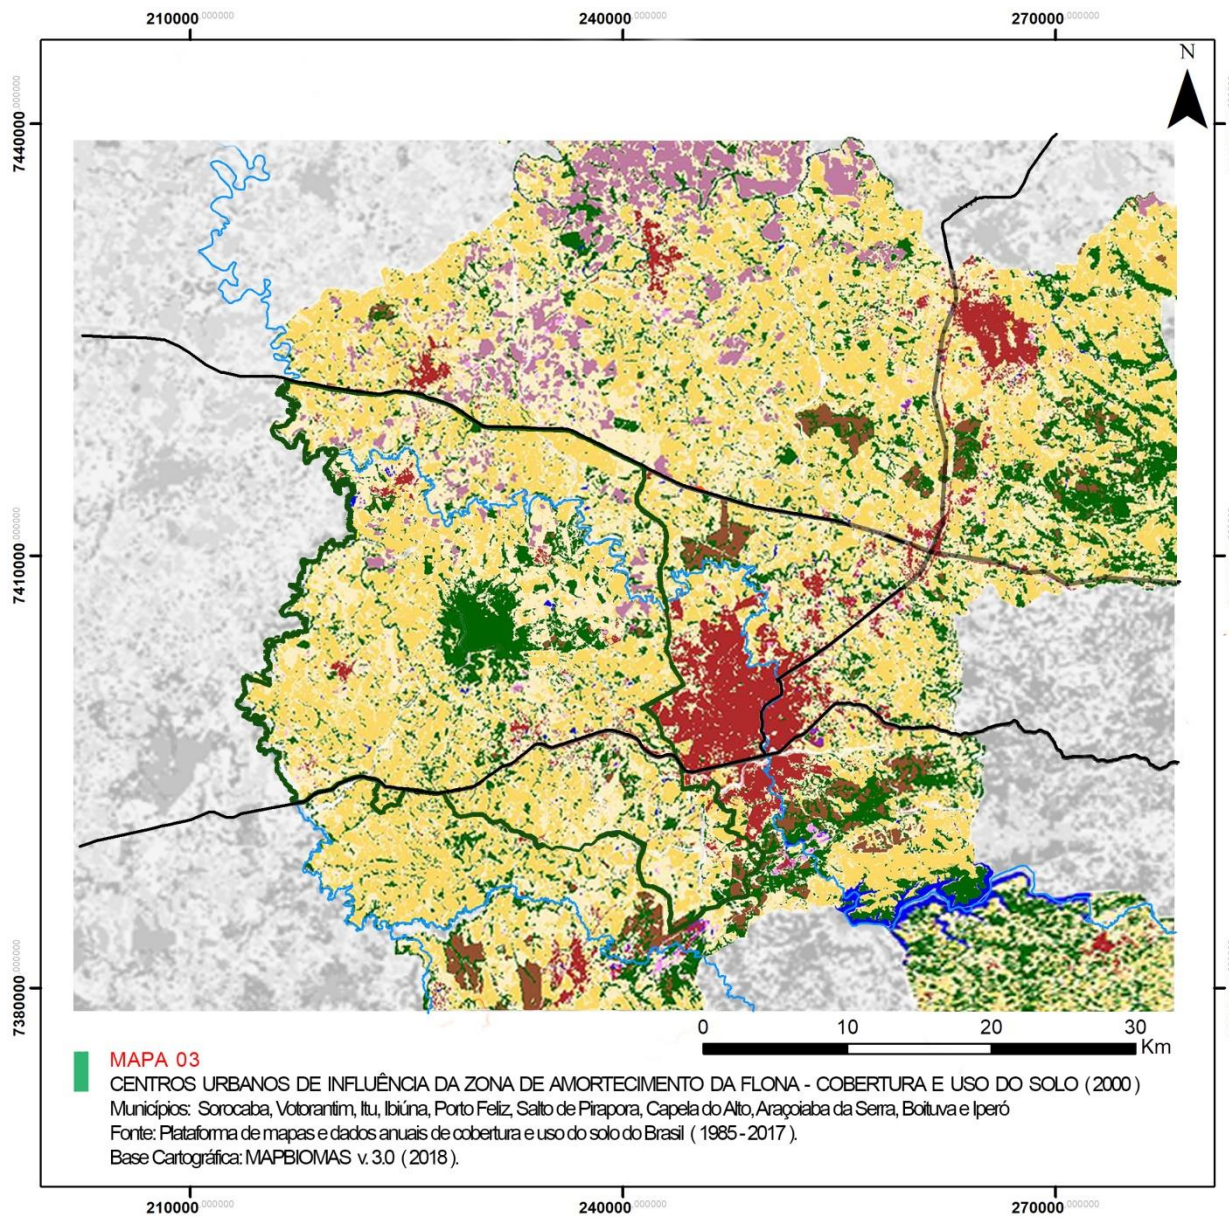 210000,000000 240000,000000 270000,000000
N
7440000,000000
7410000,000000
7380000,000000
0 10 20 30
Km
MAPA 03
CENTROS URBANOS DE INFLUÊNCIA DA ZONA DE AMORTECIMENTO DA FLONA - COBERTURA E USO DO SOLO ( 2000 )
Municípios: Sorocaba, Votorantim, Itu, Ibiúna, Porto Feliz, Salto de Pirapora, Capela do Alto, Araçoiaba da Serra, Boituva e Iperó
Fonte: Plataforma de mapas e dados anuais de cobertura e uso do solo do Brasil ( 1985 - 2017 ).
Base Cartográfica: MAPBIOMAS v. 3.0 ( 2018 ).
210000,000000 240000,000000 270000,000000